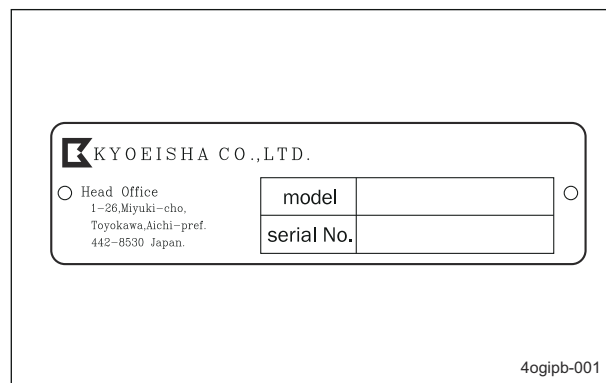 KYOEISHA CO.,LTD.
Head Office
1-26,Miyuki-cho,
Toyokawa,Aichi-pref.
442-8530 Japan.
model
serial No.
4ogipb-001